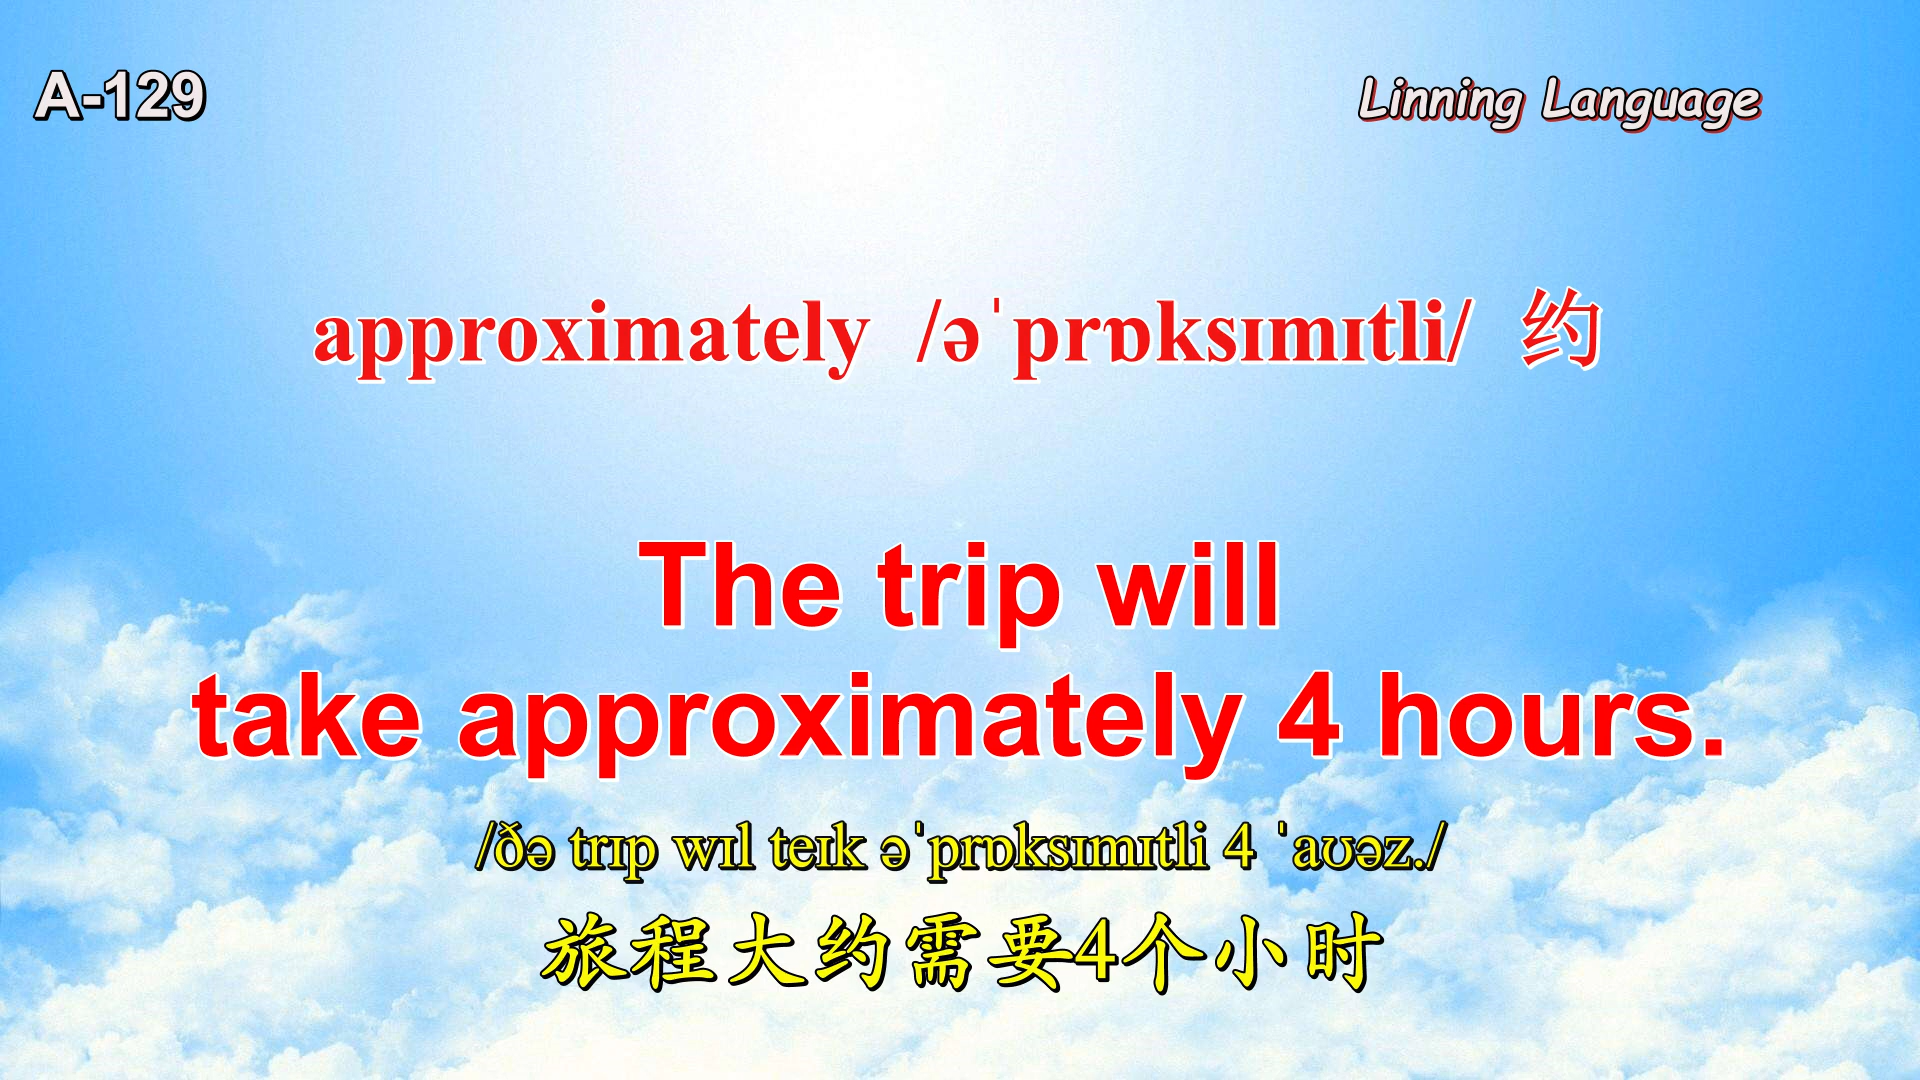 A-129
Linning Language
approximately /əˈprɒksɪmɪtli/ 约
The trip will
take approximately 4 hours.
/ðə trɪp wɪl teɪk əˈprɒksɪmɪtli 4 ˈaʊəz./
旅程大约需要4个小时